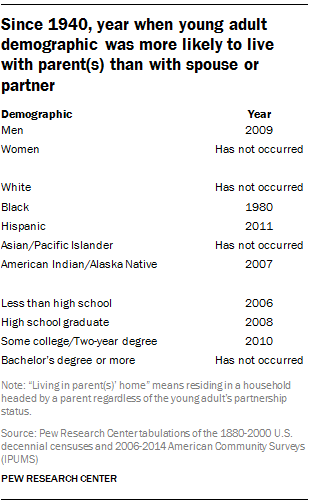 Since 1940, year when young adult
demographic was more likely to live
with parent(s) than with spouse or
partner
Demographic Year
Men 2009
Women Has not occurred
White Has not occurred
Black 1980
Hispanic 2011
Asian/Pacific Islander Has not occurred
American Indian/Alaska Native 2007
Less than high school 2006
High school graduate 2008
Some college/Two-year degree 2010
Bachelor's degree or more Has not occurred
Note: “Living in parent(s)’ home” means residing in a household
headed by a parent regardless of the young adult’s partnership
status.
Source: Pew Research Center tabulations of the 1880-2000 U.S.
decennial censuses and 2006-2014 American Community Surveys
(IPUMS)
PEW RESEARCH CENTER